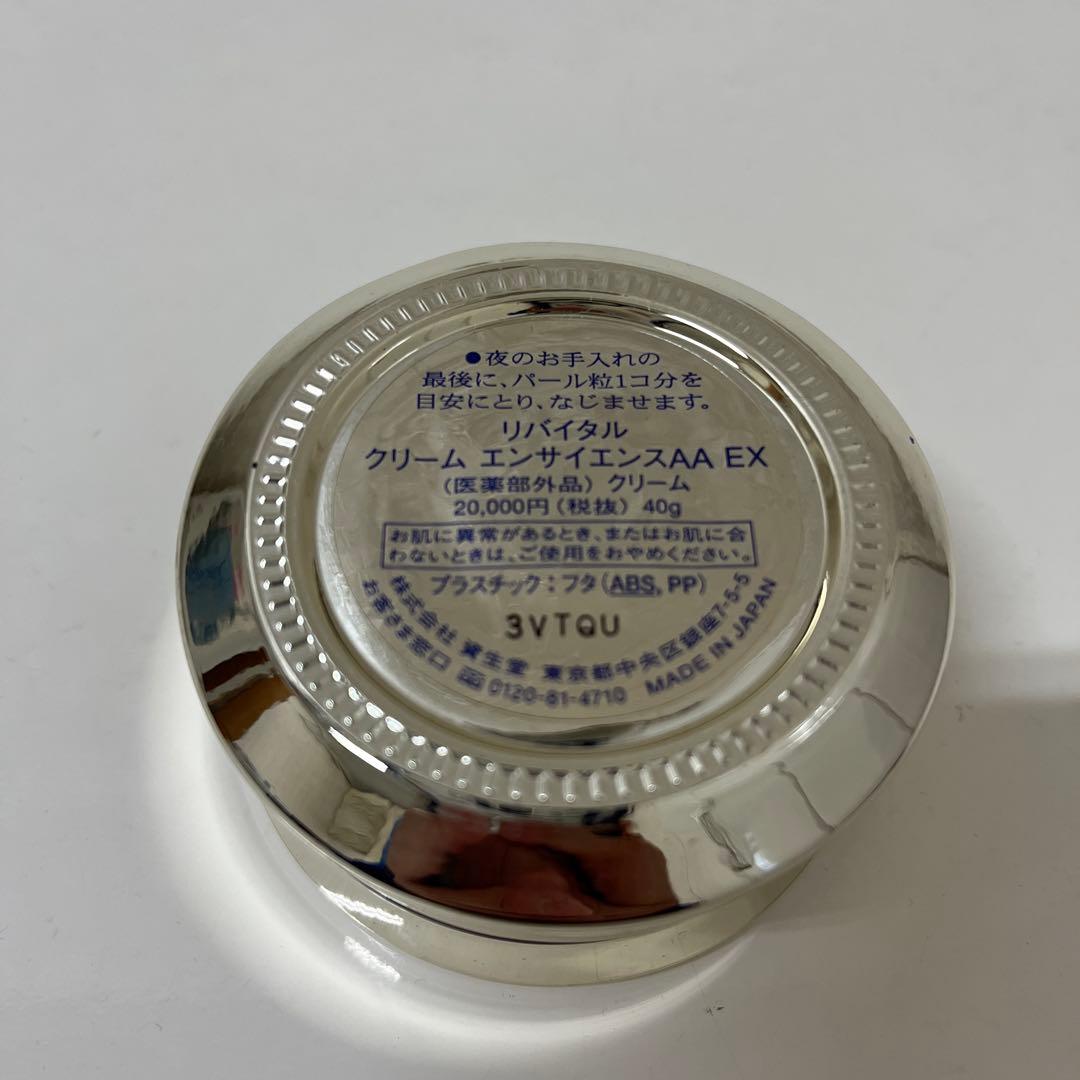 ●夜のお手入れの
最後に、パール粒1コ分を
目安にとり、なじませます。
リバイタル
クリーム エンサイエンスAA EX
(医薬部外品) クリーム
20,000円(税抜) 40g
お肌に異常があるとき、またはお肌に合
わないときは、ご使用をおやめください。
プラスチック:フタ(ABS, PP)
3VTQU
株式会社 資生堂 東京都中央区銀座7-5-5
お客さま窓口 0120-81-4710 MADE IN JAPAN